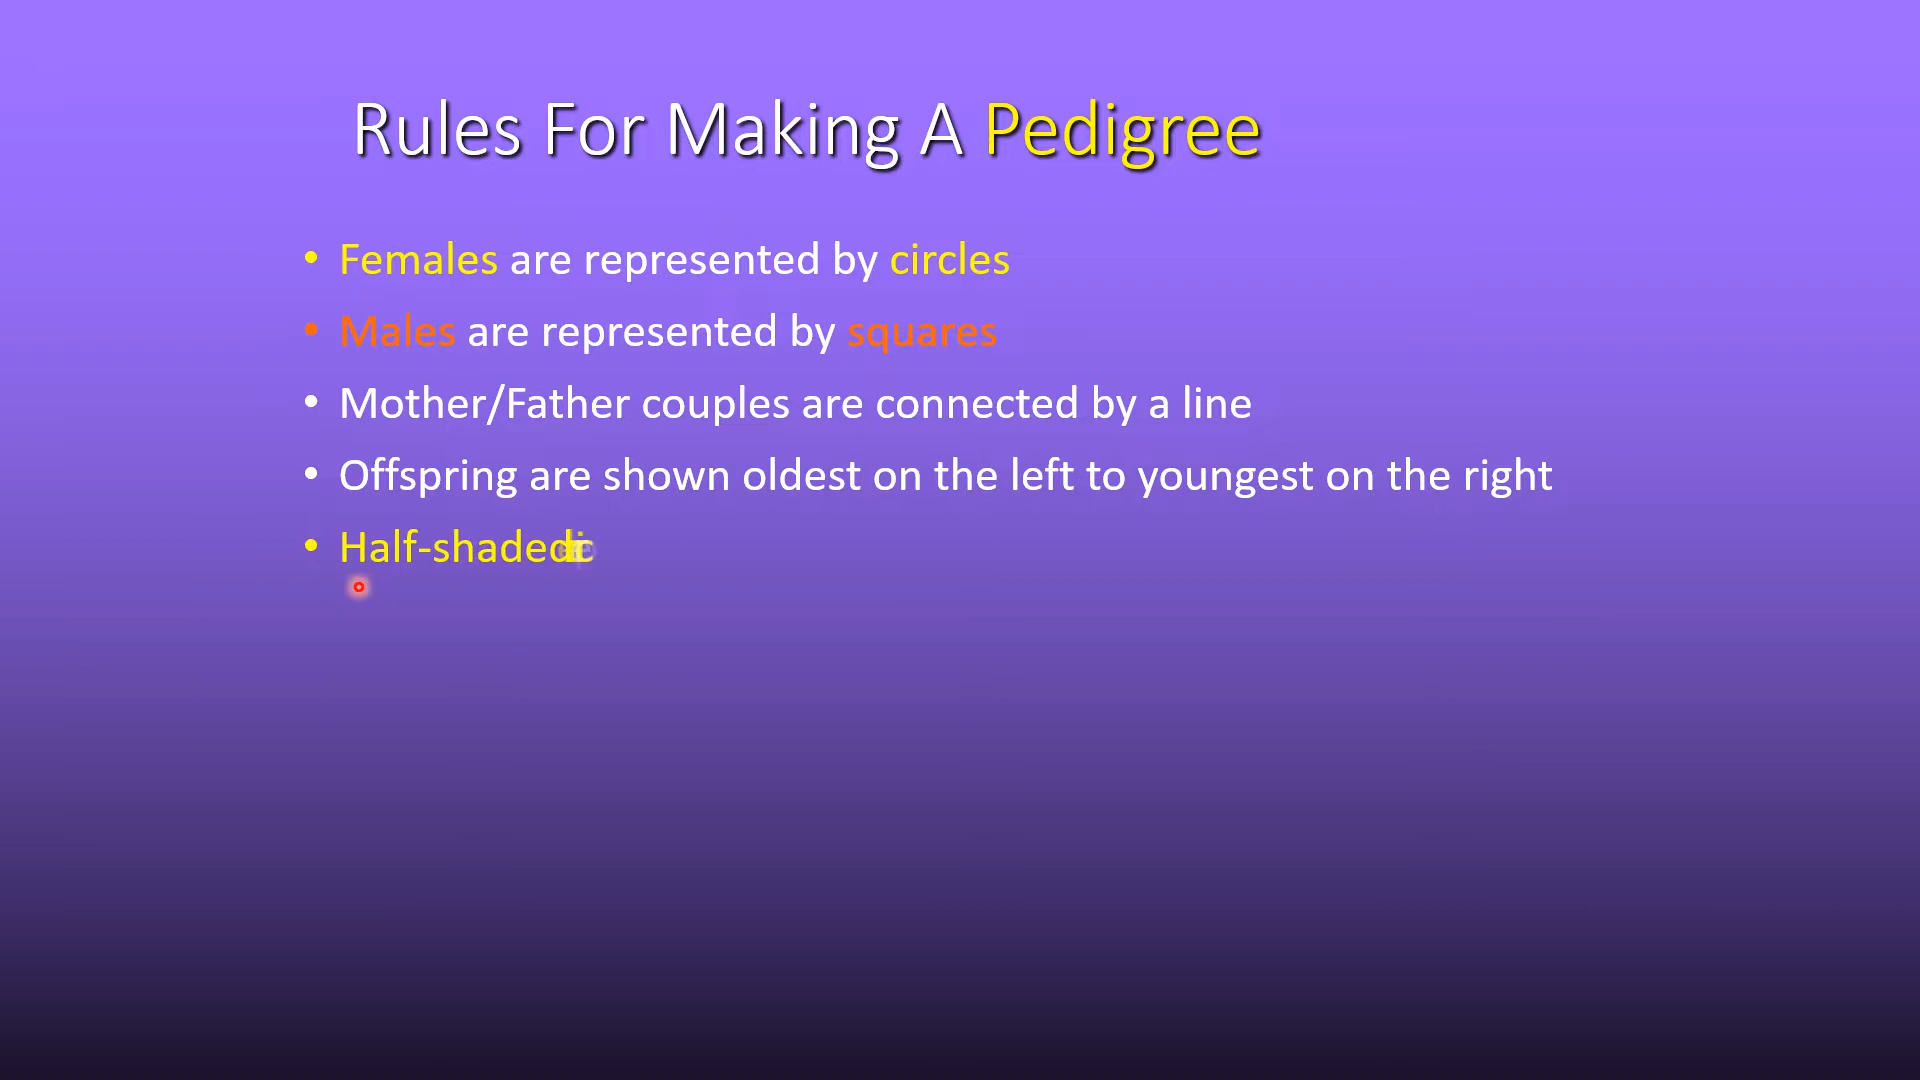 Rules For Making A Pedigree
• Females are represented by circles
• Males are represented by squares
• Mother/Father couples are connected by a line
• Offspring are shown oldest on the left to youngest on the right
• Half-shaded